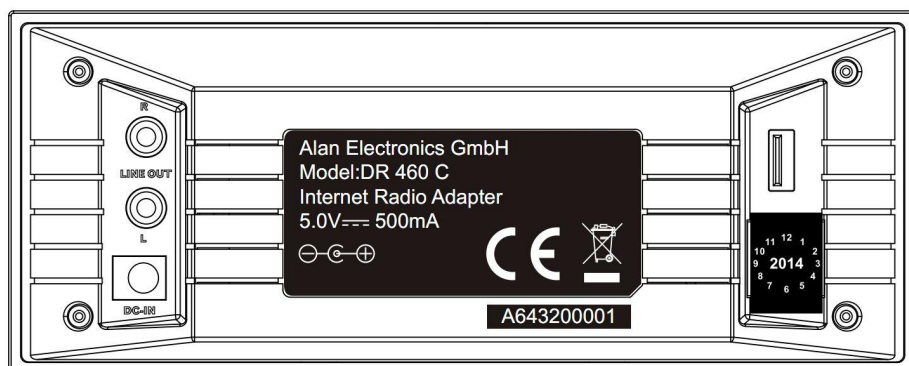 R
LINE OUT
L
DC-IN
Alan Electronics GmbH
Model:DR 460 C
Internet Radio Adapter
5.0V⎓ 500mA
CE
A643200001
12
11 1
10 2
9 2014 3
8 4
7 5
6